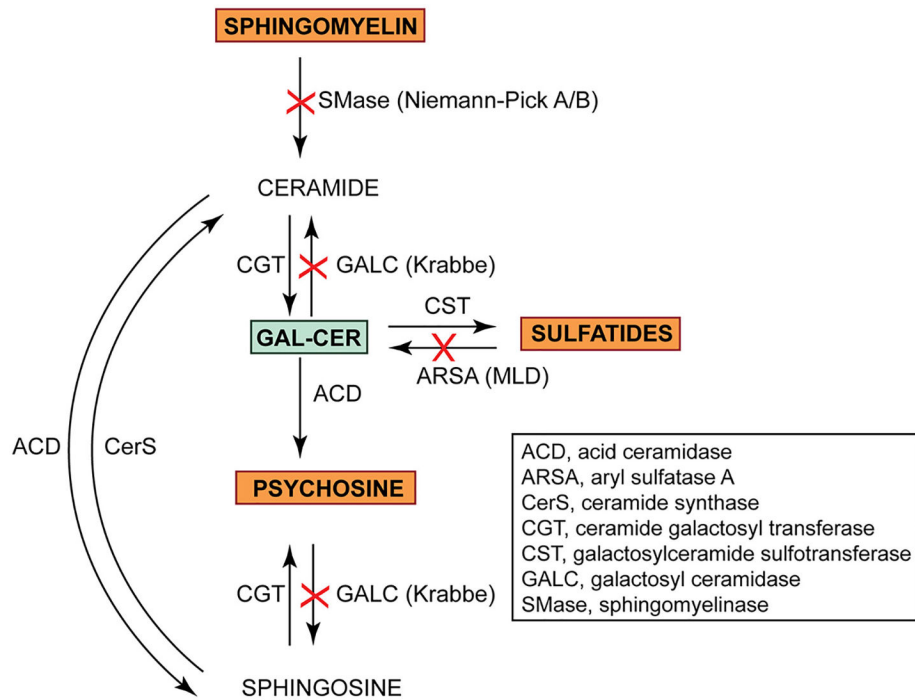 SPHINGOMYELIN
SMase (Niemann-Pick A/B)
CERAMIDE
CGT
GALC (Krabbe)
CST
GAL-CER
SULFATIDES
ARSA (MLD)
ACD
ACD
CerS
PSYCHOSINE
CGT
GALC (Krabbe)
SPHINGOSINE
ACD, acid ceramidase
ARSA, aryl sulfatase A
CerS, ceramide synthase
CGT, ceramide galactosyl transferase
CST, galactosylceramide sulfotransferase
GALC, galactosyl ceramidase
SMase, sphingomyelinase